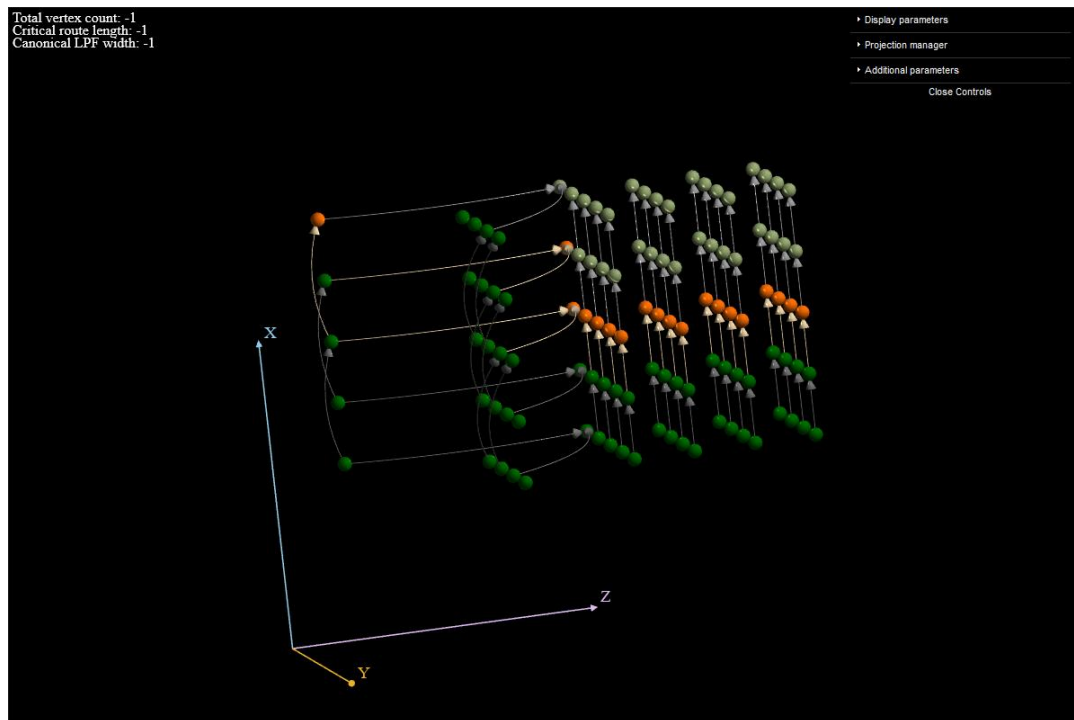 Total vertex count: -1
Critical route length: -1
Canonical LPF width: -1
Display parameters
Projection manager
Additional parameters
Close Controls
X
Z
Y